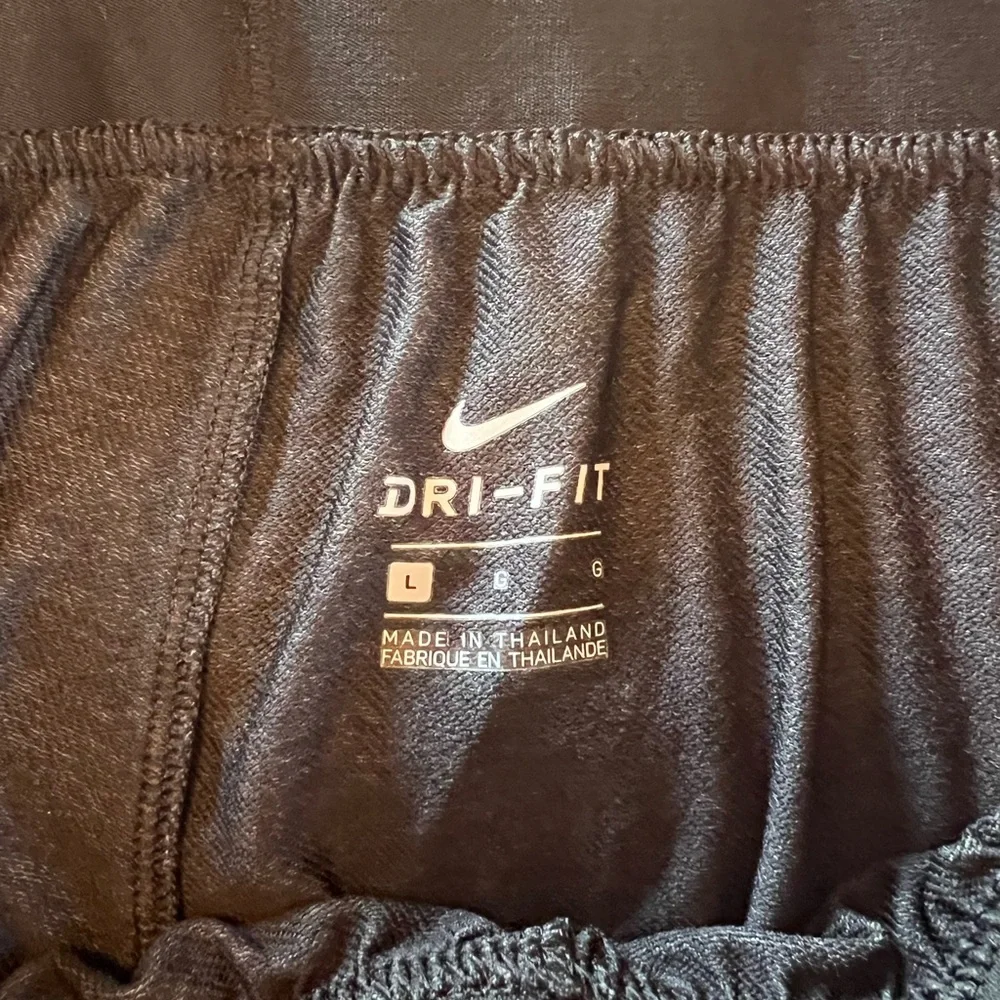 DRI-FIT
L G G
MADE IN THAILAND
FABRIQUE EN THAILANDE